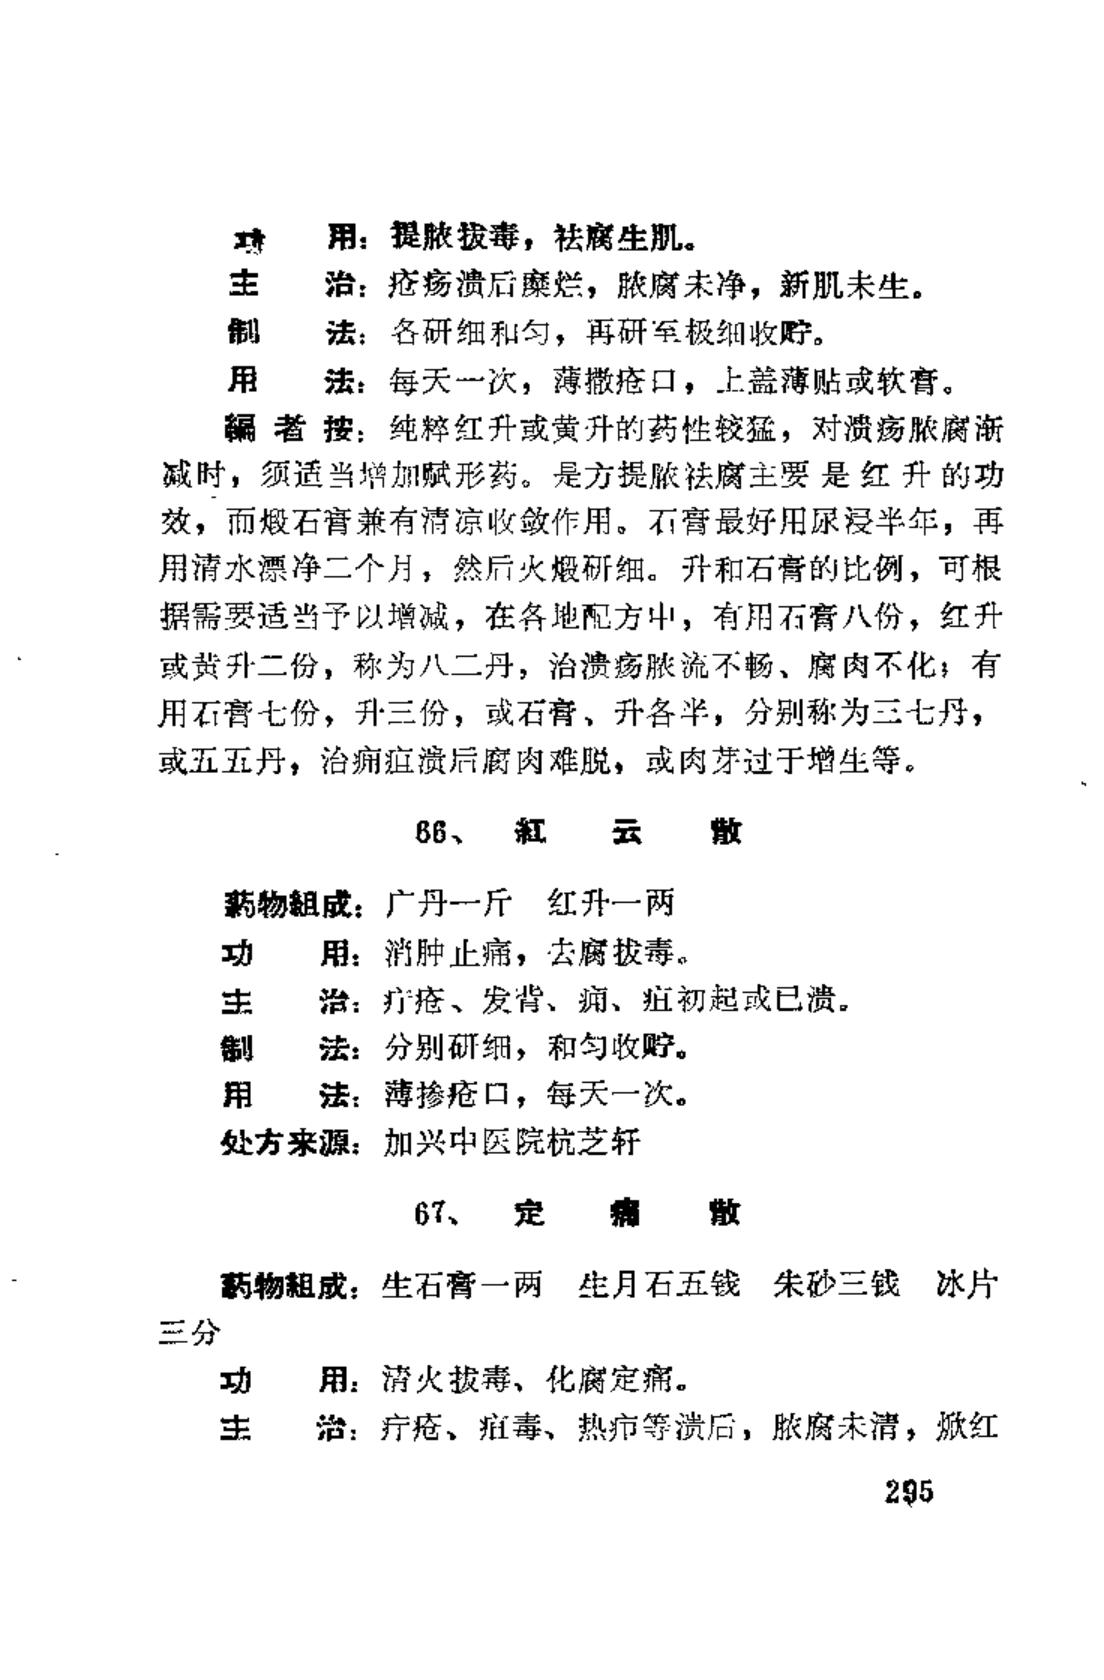 功　　用：提脓拔毒，祛腐生肌。
主　　治：疮疡溃后糜烂，脓腐未净，新肌未生。
制　　法：各研细和匀，再研至极细收贮。
用　　法：每天一次，薄撒疮口，上盖薄贴或软膏。
編 者 按：纯粹红升或黄升的药性较猛，对溃疡脓腐渐
减时，须适当增加赋形药。是方提脓祛腐主要是红升的功
效，而煅石膏兼有清凉收敛作用。石膏最好用尿浸半年，再
用清水漂净二个月，然后火煅研细。升和石膏的比例，可根
据需要适当予以增减，在各地配方中，有用石膏八份，红升
或黄升二份，称为八二丹，治溃疡脓流不畅、腐肉不化；有
用石膏七份，升三份，或石膏、升各半，分别称为三七丹，
或五五丹，治痈疽溃后腐肉难脱，或肉芽过于增生等。
66、　紅　云　散
葯物組成：广丹一斤　红升一两
功　　用：消肿止痛，去腐拔毒。
主　　治：疔疮、发背、痈、疽初起或已溃。
制　　法：分别研细，和匀收贮。
用　　法：薄掺疮口，每天一次。
处方来源：加兴中医院杭芝轩
67、　定　痛　散
葯物組成：生石膏一两　生月石五钱　朱砂三钱　冰片
三分
功　　用：清火拔毒、化腐定痛。
主　　治：疔疮、疽毒、热疖等溃后，脓腐未清，焮红
295